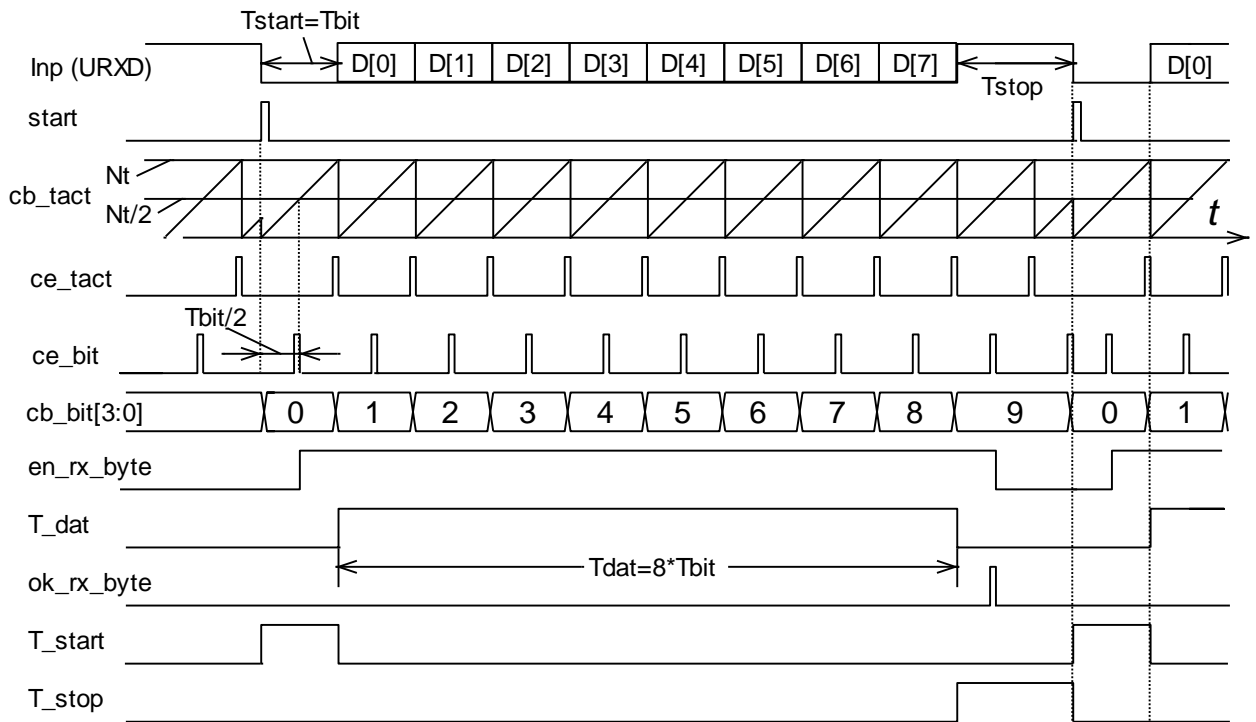 Tstart=Tbit
Inp (URXD) D[0] D[1] D[2] D[3] D[4] D[5] D[6] D[7] D[0]
Tstop
start
Nt
cb_tact
Nt/2
t
ce_tact
Tbit/2
ce_bit
cb_bit[3:0] 0 1 2 3 4 5 6 7 8 9 0 1
en_rx_byte
T_dat
Tdat=8*Tbit
ok_rx_byte
T_start
T_stop